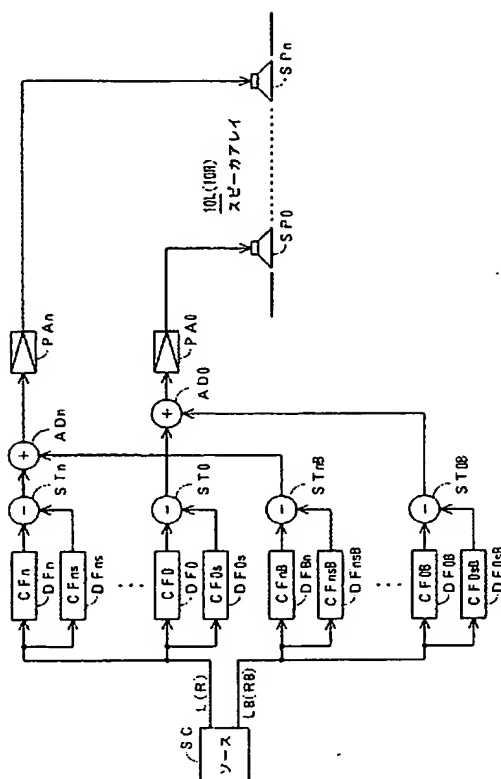 SPn
10L(10R)
スピーカアレイ
SP0
PAn
PA0
ADn
AD0
STn
ST0
STnB
ST0B
CFn
DFn
CFns
DFns
CF0
DF0
CF0s
DF0s
CFnB
DFBn
CFnsB
DFnsB
CF0B
DF0B
CF0sB
DF0sB
L(R)
LB(RB)
SC
ソース